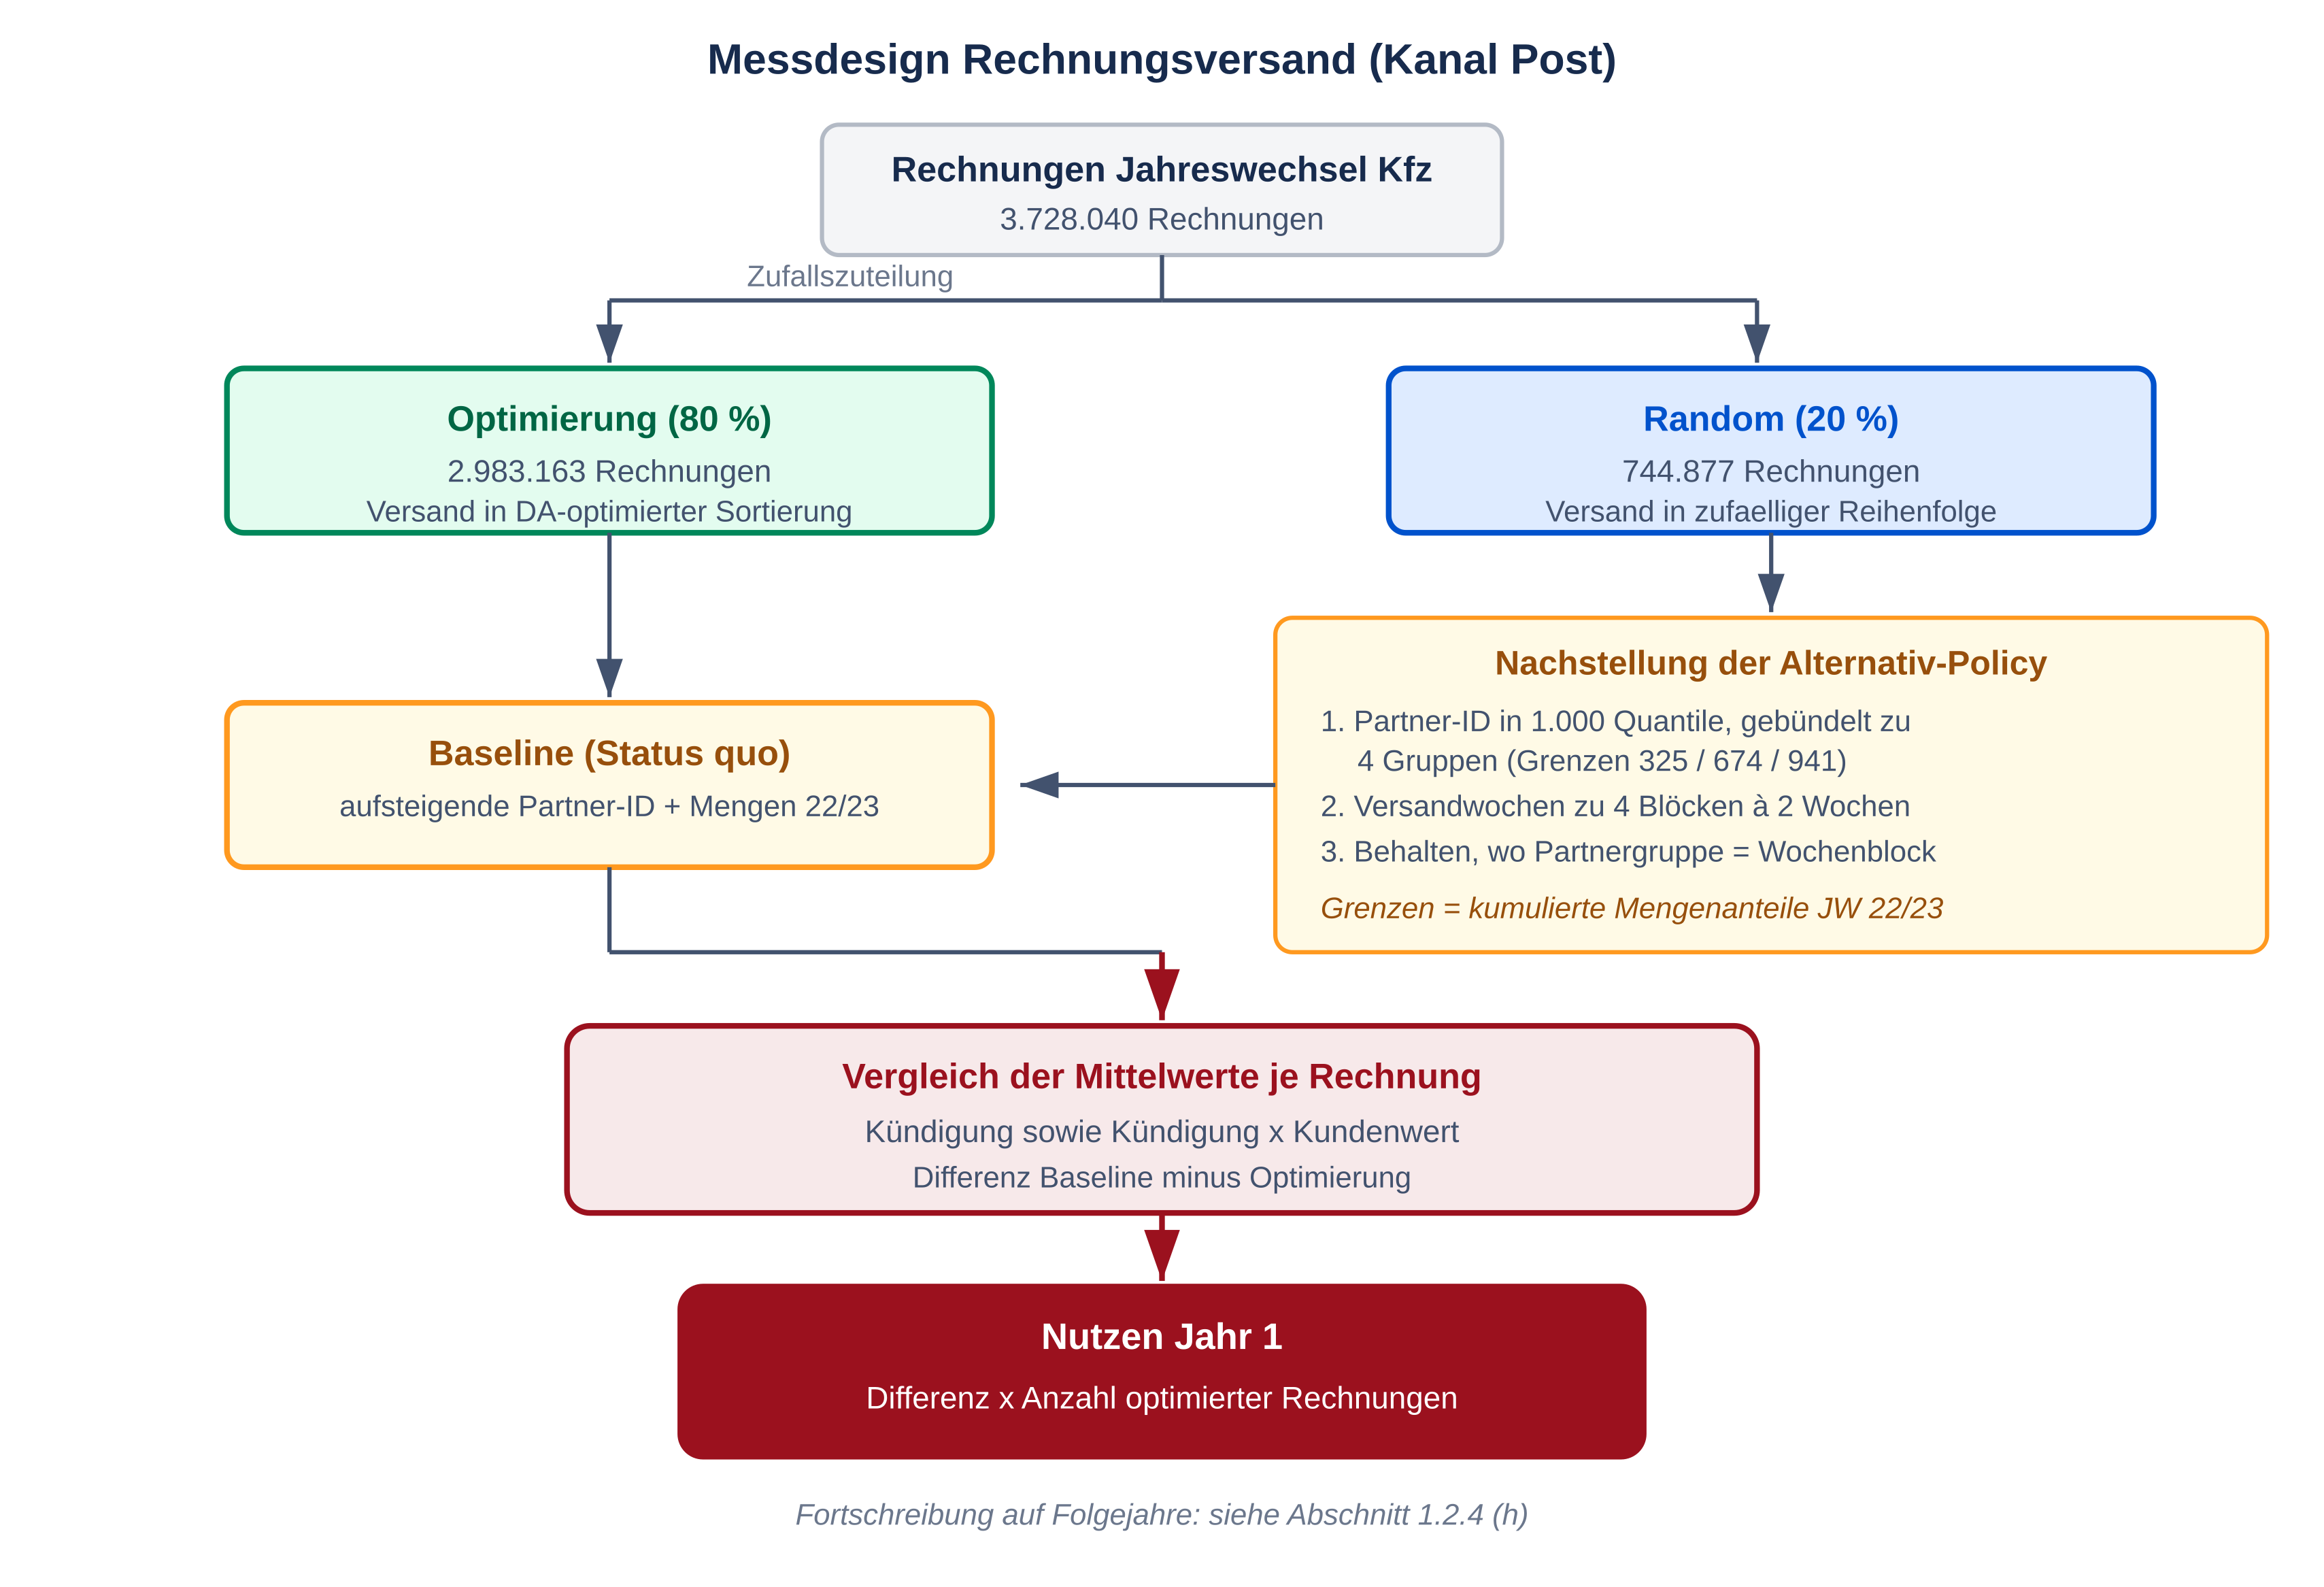 Messdesign Rechnungsversand (Kanal Post)
Rechnungen Jahreswechsel Kfz
3.728.040 Rechnungen
Zufallszuteilung
Optimierung (80 %)
2.983.163 Rechnungen
Versand in DA-optimierter Sortierung
Random (20 %)
744.877 Rechnungen
Versand in zufaelliger Reihenfolge
Baseline (Status quo)
aufsteigende Partner-ID + Mengen 22/23
Nachstellung der Alternativ-Policy
1. Partner-ID in 1.000 Quantile, gebündelt zu
4 Gruppen (Grenzen 325 / 674 / 941)
2. Versandwochen zu 4 Blöcken à 2 Wochen
3. Behalten, wo Partnergruppe = Wochenblock
Grenzen = kumulierte Mengenanteile JW 22/23
Vergleich der Mittelwerte je Rechnung
Kündigung sowie Kündigung x Kundenwert
Differenz Baseline minus Optimierung
Nutzen Jahr 1
Differenz x Anzahl optimierter Rechnungen
Fortschreibung auf Folgejahre: siehe Abschnitt 1.2.4 (h)